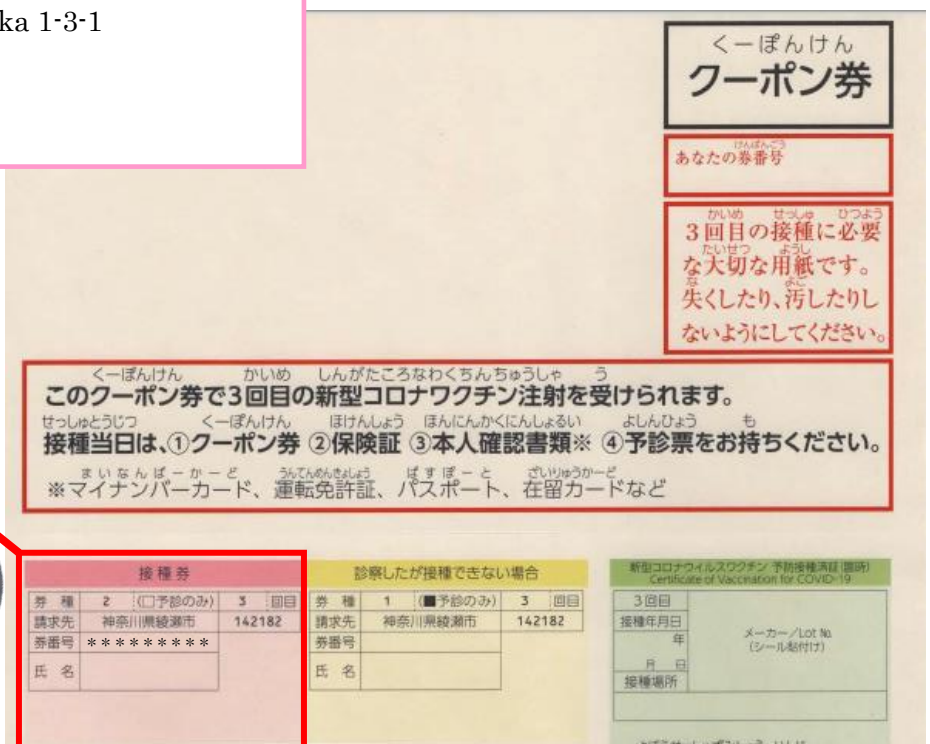 ka 1-3-1
くーぽんけん
クーポン券
けんばんごう
あなたの券番号
かいめ せっしゅ ひつよう
3回目の接種に必要
たいせつ ようし
な大切な用紙です。
な よご
失くしたり、汚したりし
ないようにしてください。
くーぽんけん かいめ しんがたころなわくちんちゅうしゃ う
このクーポン券で3回目の新型コロナワクチン注射を受けられます。
せっしゅとうじつ くーぽんけん ほけんしょう ほんにんかくにんしょるい よしんひょう も
接種当日は、①クーポン券 ②保険証 ③本人確認書類※ ④予診票をお持ちください。
まいなんばーかーど うんてんめんきょしょう ぱすぽーと ざいりゅうかーど
※マイナンバーカード、運転免許証、パスポート、在留カードなど
接種券
券種 2 (□予診のみ) 3 回目
請求先 神奈川県綾瀬市 142182
券番号 *********
氏名
診察したが接種できない場合
券種 1 (■予診のみ) 3 回目
請求先 神奈川県綾瀬市 142182
券番号
氏名
新型コロナウイルスワクチン 予防接種済証(臨時)
Certificate of Vaccination for COVID-19
3回目
接種年月日
年
月 日
メーカー/Lot No.
(シール貼付け)
接種場所